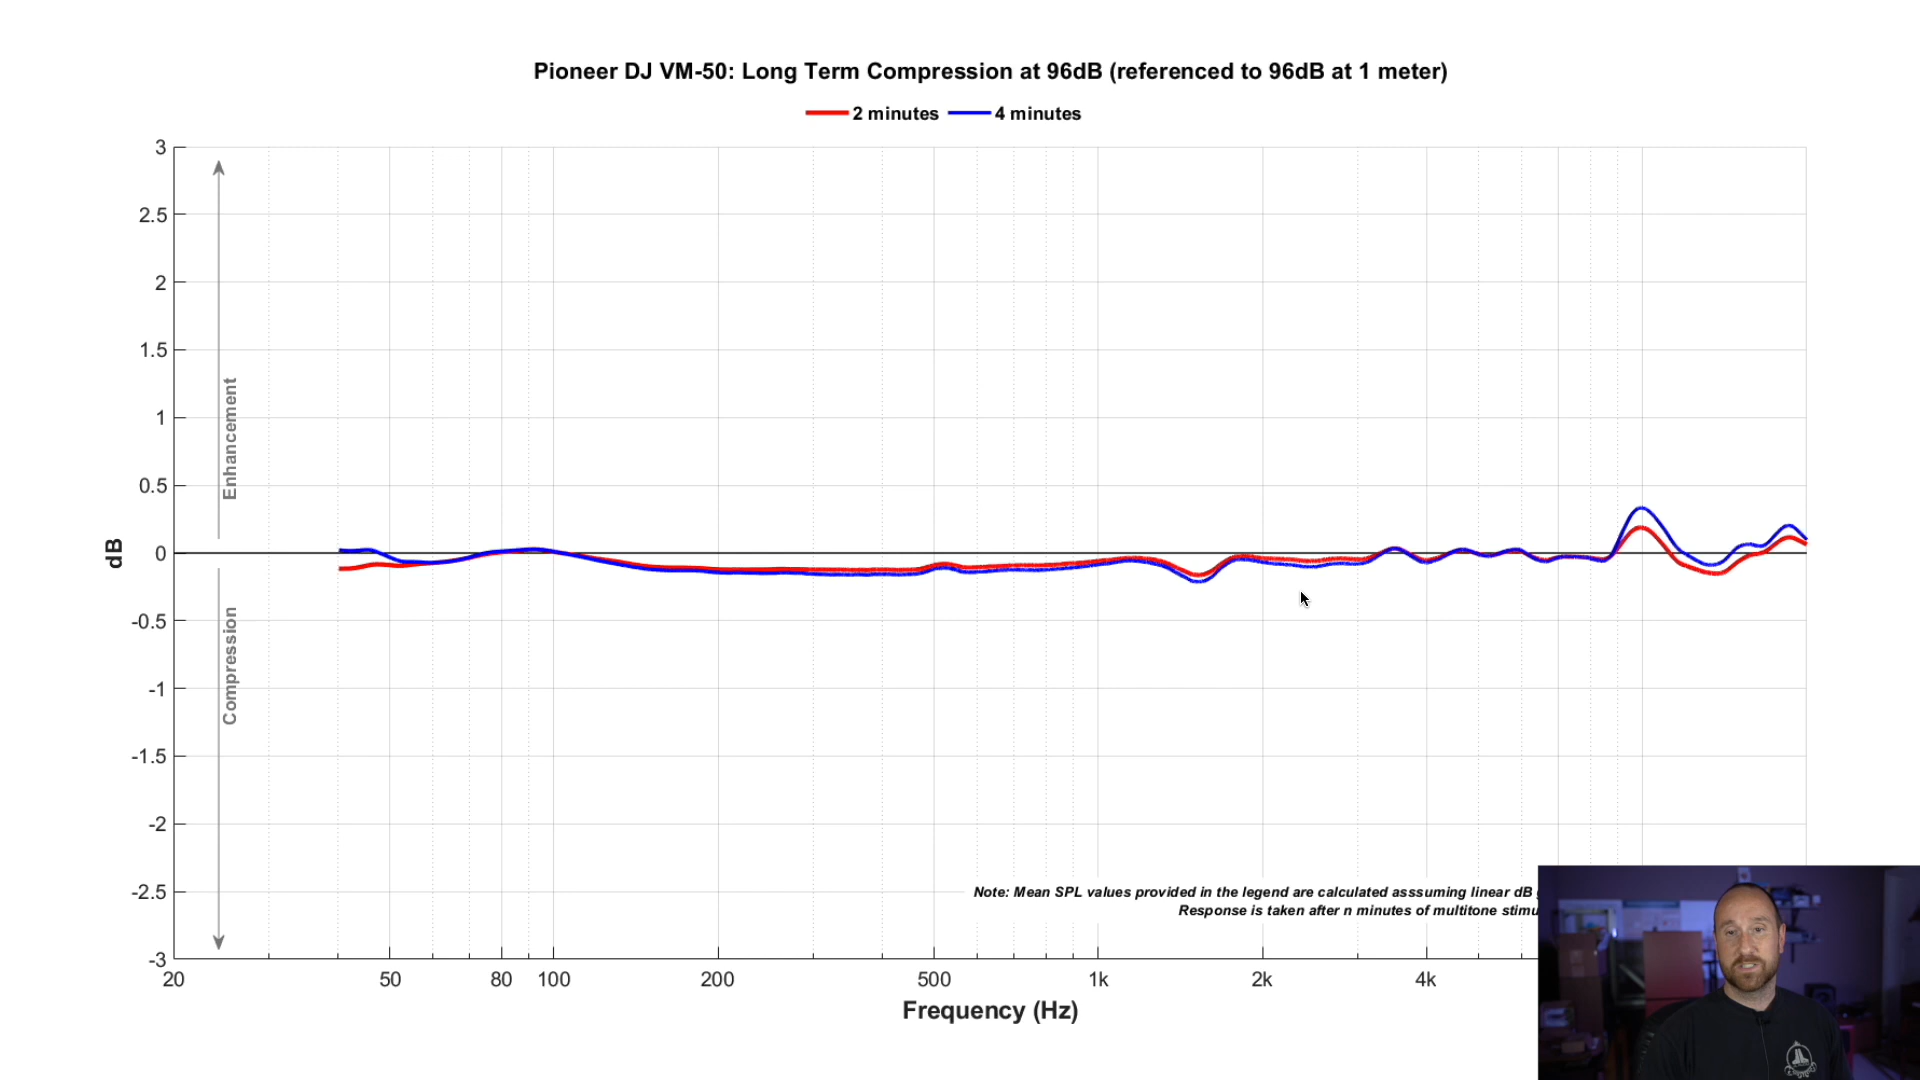 Pioneer DJ VM-50: Long Term Compression at 96dB (referenced to 96dB at 1 meter)
2 minutes 4 minutes
3
2.5
2
1.5
1
0.5
0
-0.5
-1
-1.5
-2
-2.5
-3
dB
Enhancement
Compression
Note: Mean SPL values provided in the legend are calculated asssuming linear dB
Response is taken after n minutes of multitone
20 50 80 100 200 500 1k 2k 4k
Frequency (Hz)